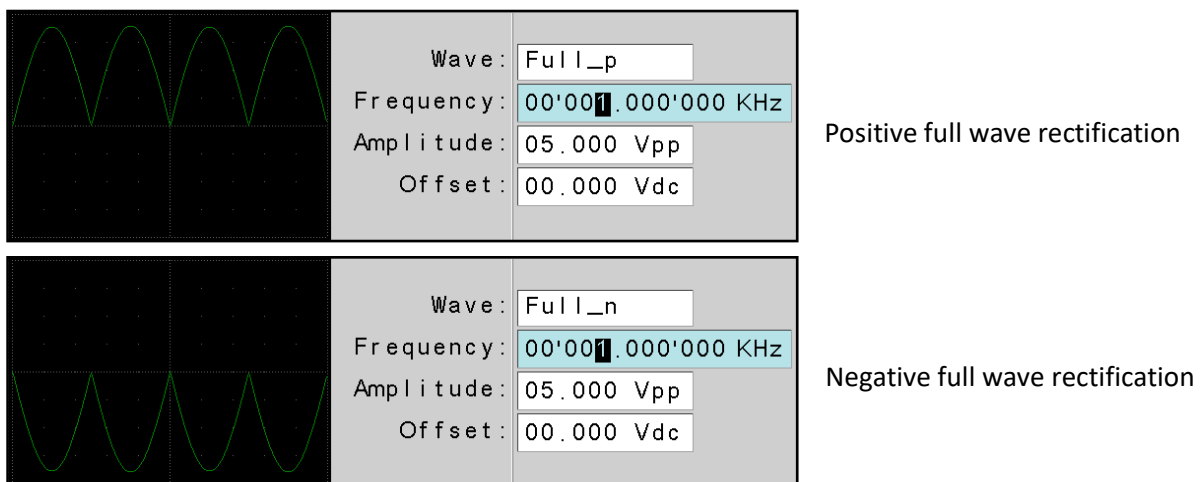 Wave: Full_p
Frequency: 00'001.000'000 KHz
Amplitude: 05.000 Vpp
Offset: 00.000 Vdc
Positive full wave rectification
Wave: Full_n
Frequency: 00'001.000'000 KHz
Amplitude: 05.000 Vpp
Offset: 00.000 Vdc
Negative full wave rectification